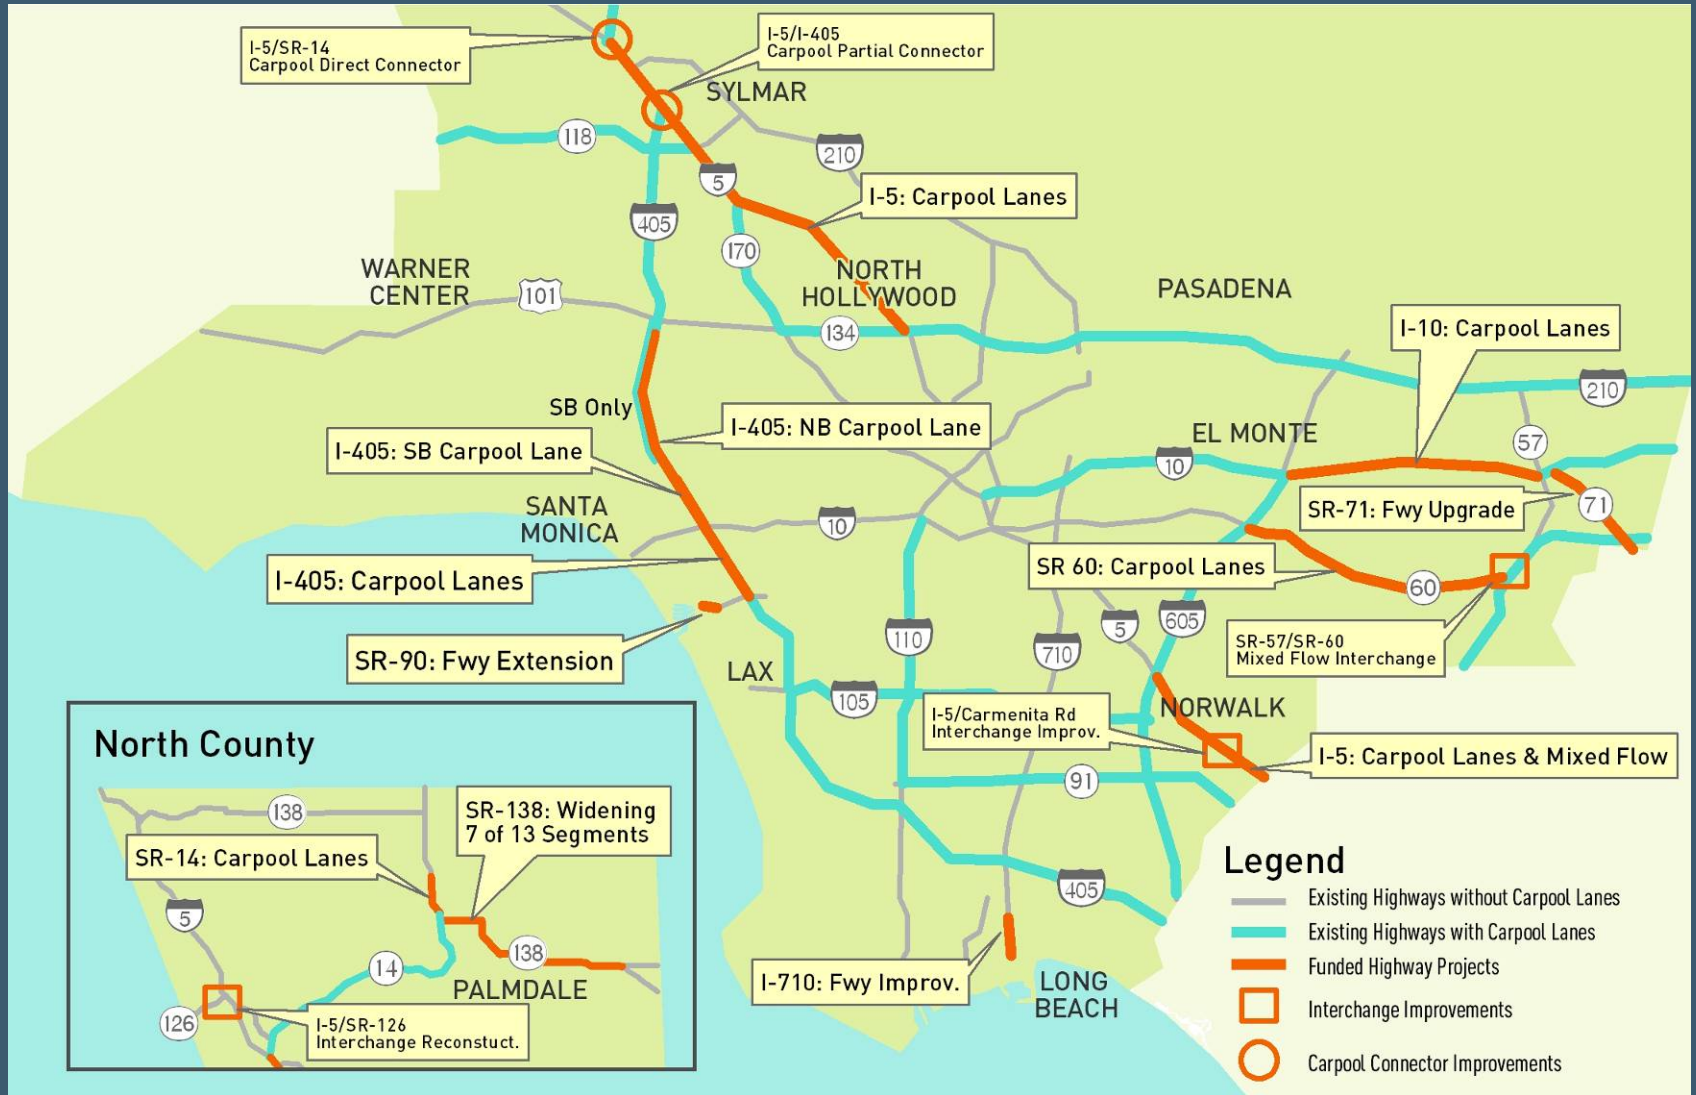 I-5/SR-14
Carpool Direct Connector
I-5/I-405
Carpool Partial Connector
SYLMAR
118
210
5
I-5: Carpool Lanes
405
170
WARNER
CENTER
101
NORTH
HOLLYWOOD
134
PASADENA
I-10: Carpool Lanes
210
SB Only
I-405: NB Carpool Lane
I-405: SB Carpool Lane
EL MONTE
57
10
SANTA
MONICA
10
SR-71: Fwy Upgrade
71
I-405: Carpool Lanes
SR 60: Carpool Lanes
60
SR-90: Fwy Extension
110
710
5
605
SR-57/SR-60
Mixed Flow Interchange
LAX
105
I-5/Carmenita Rd
Interchange Improv.
NORWALK
I-5: Carpool Lanes & Mixed Flow
91
405
I-710: Fwy Improv.
LONG
BEACH
North County
138
SR-138: Widening
7 of 13 Segments
SR-14: Carpool Lanes
5
14
138
PALMDALE
126
I-5/SR-126
Interchange Reconstuct.
Legend
Existing Highways without Carpool Lanes
Existing Highways with Carpool Lanes
Funded Highway Projects
Interchange Improvements
Carpool Connector Improvements